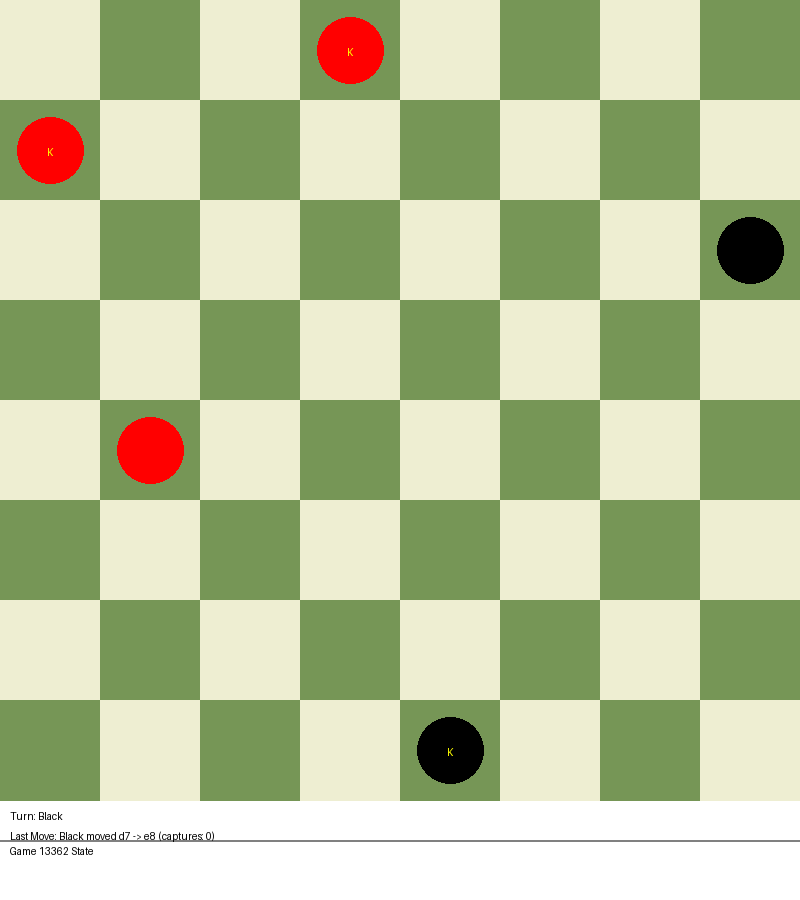 K
K
K
Turn: Black
Last Move: Black moved d7 -> e8 (captures: 0)
Game 13362 State